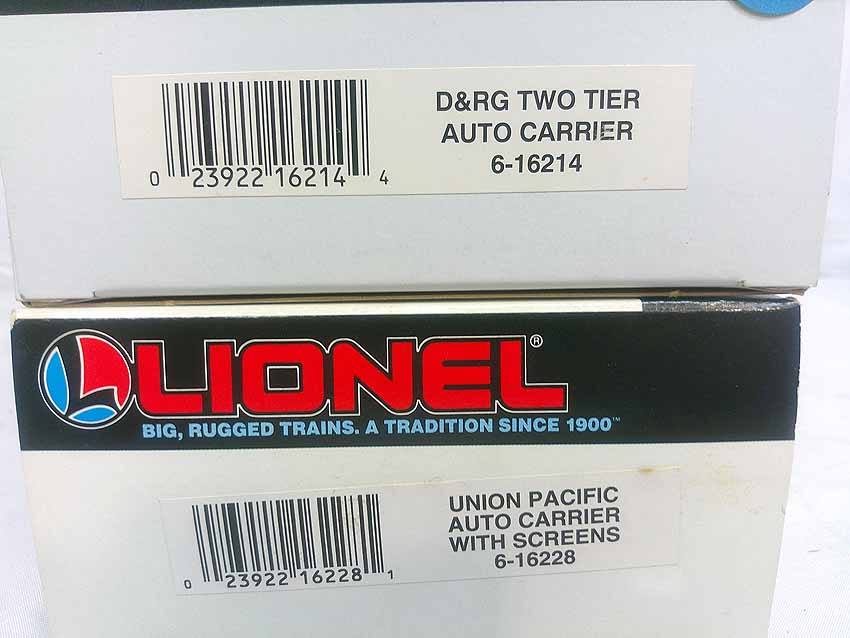 D&RG TWO TIER
AUTO CARRIER
6-16214
0 23922 16214 4
LIONEL®
BIG, RUGGED TRAINS. A TRADITION SINCE 1900™
UNION PACIFIC
AUTO CARRIER
WITH SCREENS
6-16228
0 23922 16228 1